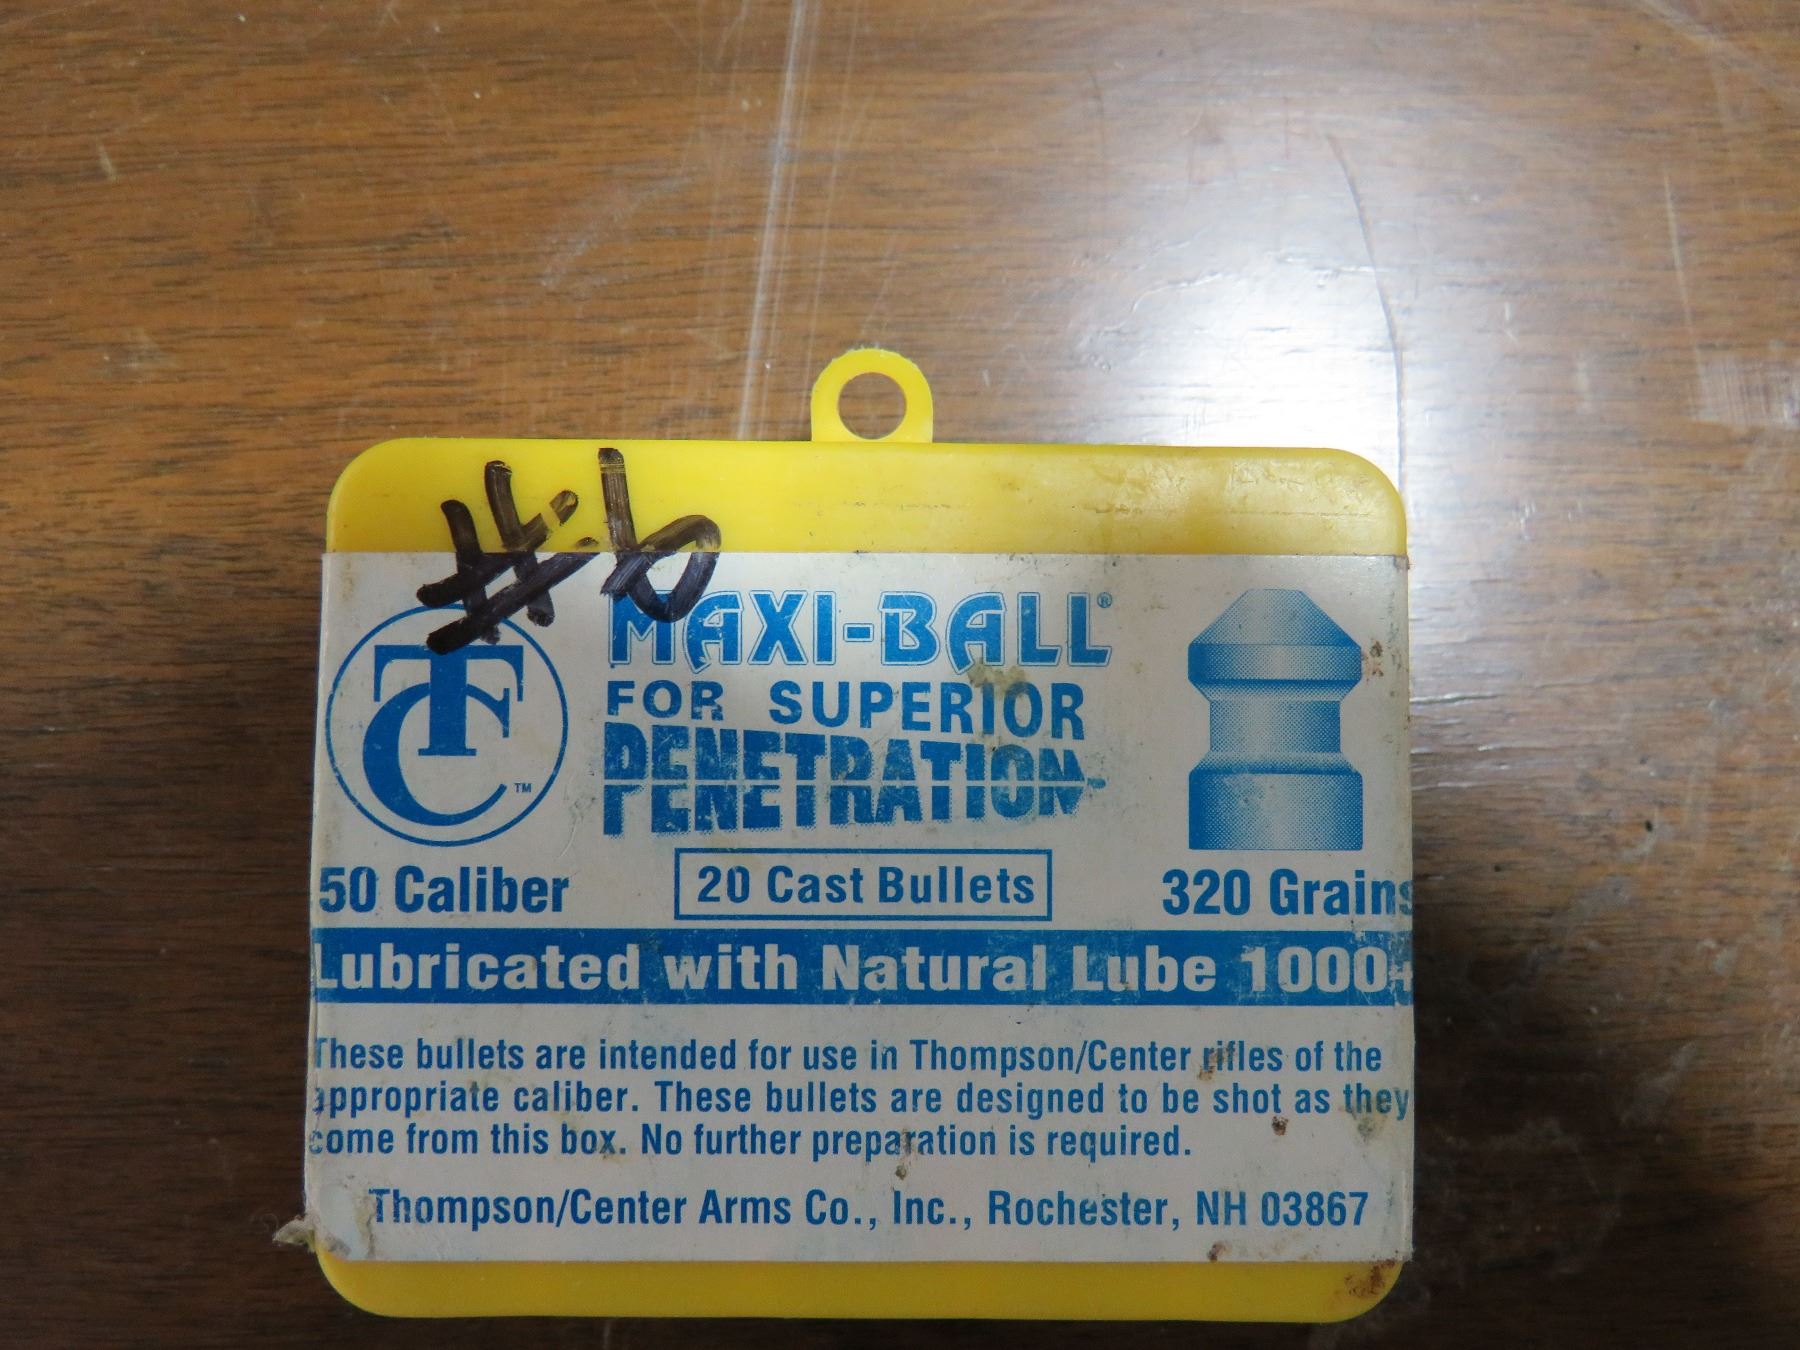 #6
TC™
MAXI-BALL®
FOR SUPERIOR
PENETRATION
50 Caliber
20 Cast Bullets
320 Grains
Lubricated with Natural Lube 1000+
These bullets are intended for use in Thompson/Center rifles of the
appropriate caliber. These bullets are designed to be shot as they
come from this box. No further preparation is required.
Thompson/Center Arms Co., Inc., Rochester, NH 03867